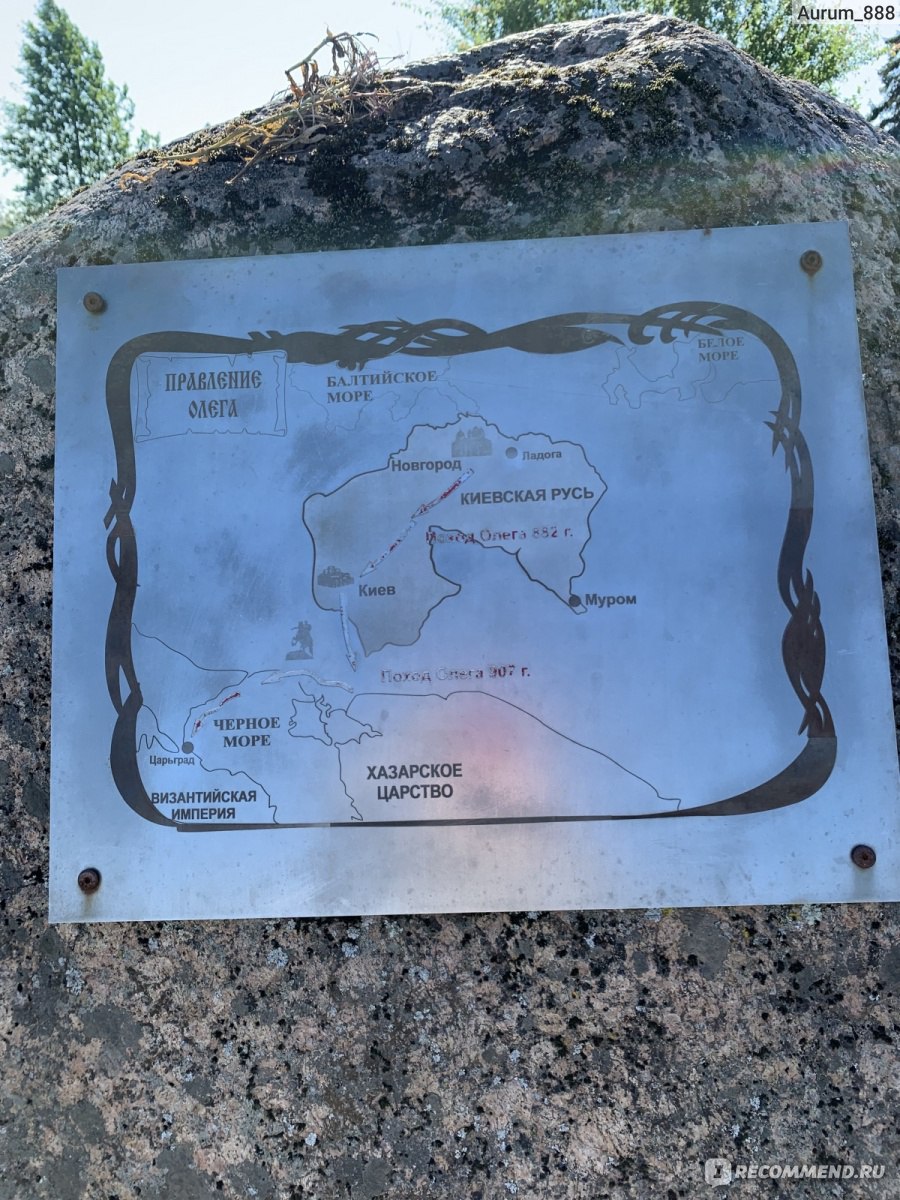 Aurum_888
ПРАВЛЕНИЕ
ОЛЕГА
БАЛТИЙСКОЕ
МОРЕ
БЕЛОЕ
МОРЕ
Новгород
Ладога
КИЕВСКАЯ РУСЬ
Поход Олега 882 г.
Киев
Муром
Поход Олега 907 г.
ЧЕРНОЕ
МОРЕ
Царьград
ХАЗАРСКОЕ
ЦАРСТВО
ВИЗАНТИЙСКАЯ
ИМПЕРИЯ
RECOMMEND.RU